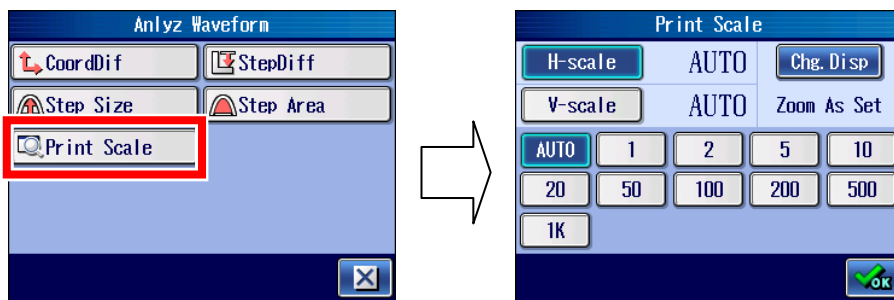 Anlyz Waveform
CoordDif StepDiff
Step Size Step Area
Print Scale
Print Scale
H-scale AUTO Chg.Disp
V-scale AUTO Zoom As Set
AUTO 1 2 5 10
20 50 100 200 500
1K
OK